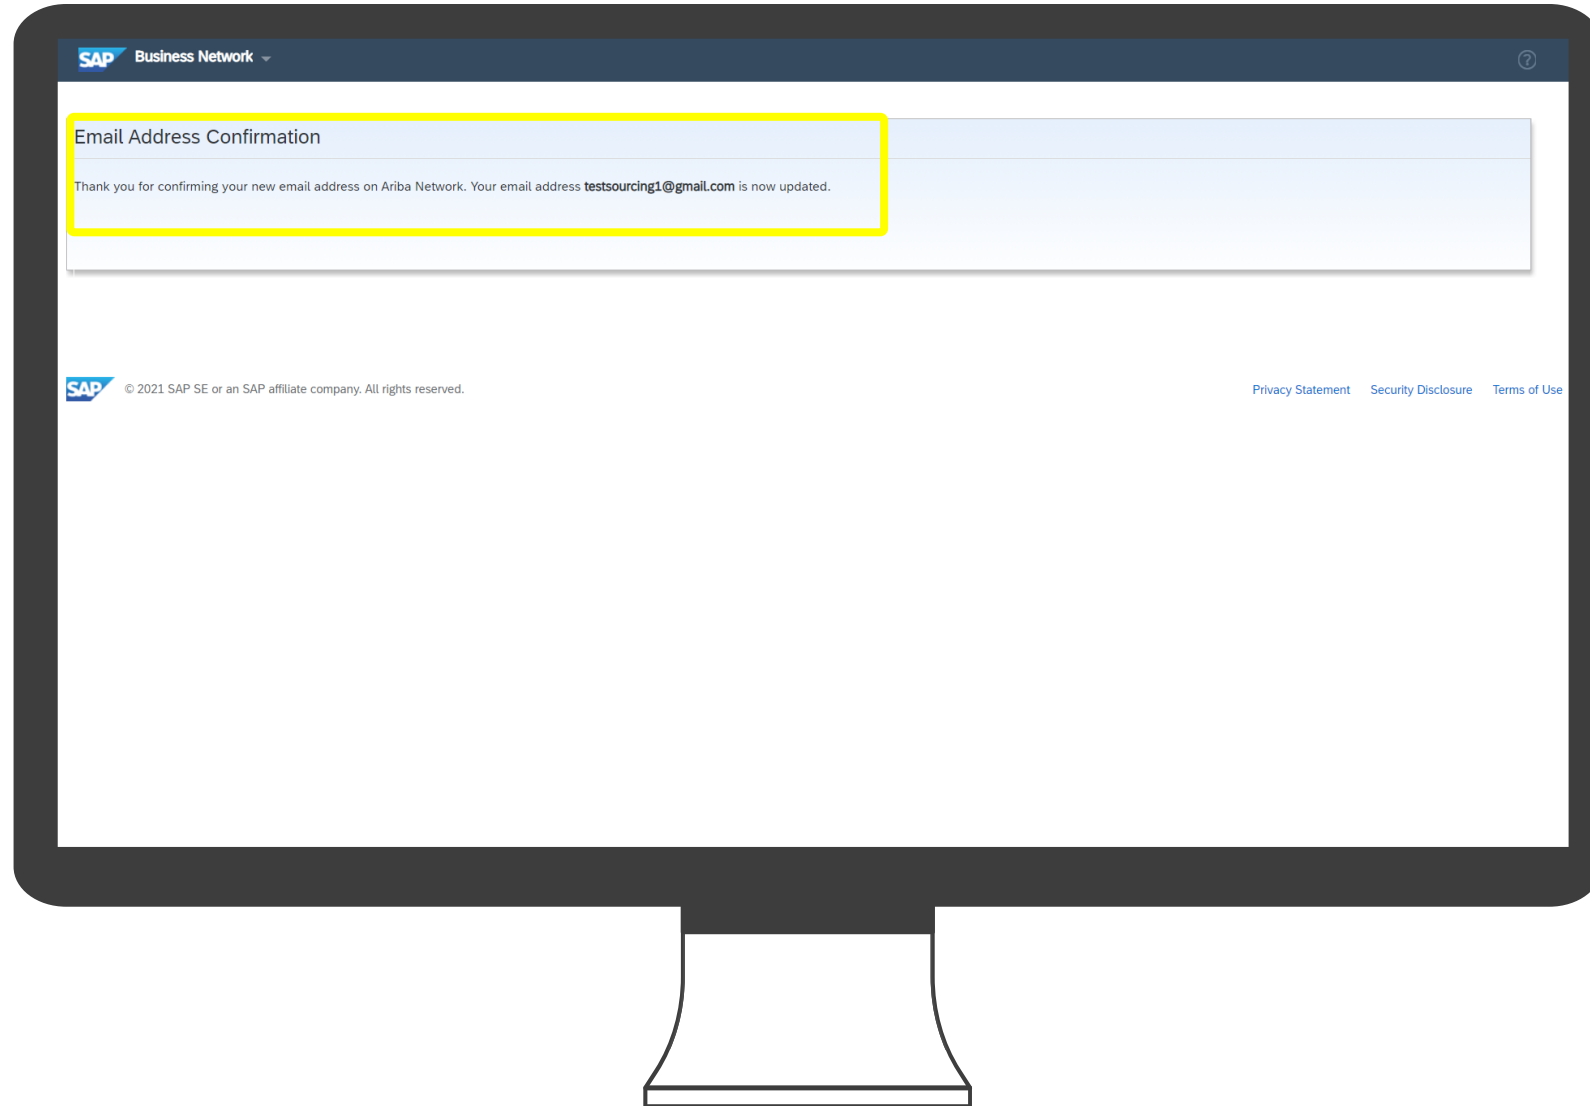 SAP Business Network
Email Address Confirmation
Thank you for confirming your new email address on Ariba Network. Your email address testsourcing1@gmail.com is now updated.
SAP © 2021 SAP SE or an SAP affiliate company. All rights reserved. Privacy Statement Security Disclosure Terms of Use